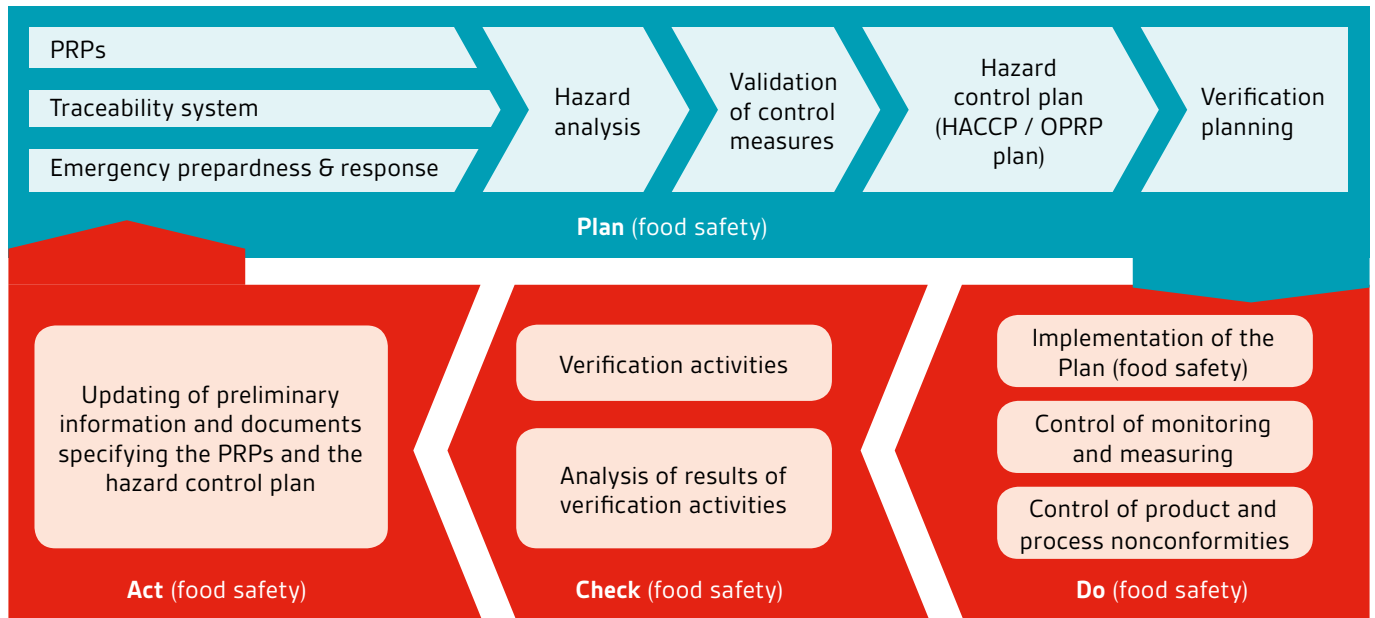 PRPs
Traceability system
Emergency prepardness & response
Hazard
analysis
Validation
of control
measures
Hazard
control plan
(HACCP / OPRP
plan)
Verification
planning
Plan (food safety)
Updating of preliminary
information and documents
specifying the PRPs and the
hazard control plan
Act (food safety)
Verification activities
Analysis of results of
verification activities
Check (food safety)
Implementation of the
Plan (food safety)
Control of monitoring
and measuring
Control of product and
process nonconformities
Do (food safety)